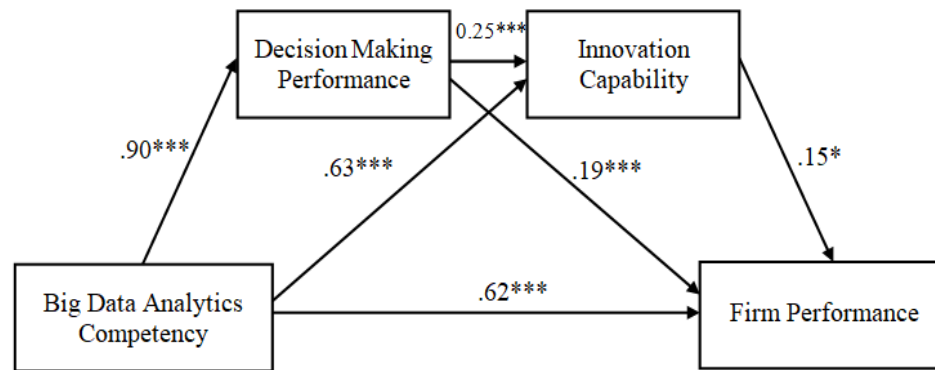 Decision Making
Performance
0.25***
Innovation
Capability
.90***
.63***
.19***
.15*
Big Data Analytics
Competency
.62***
Firm Performance